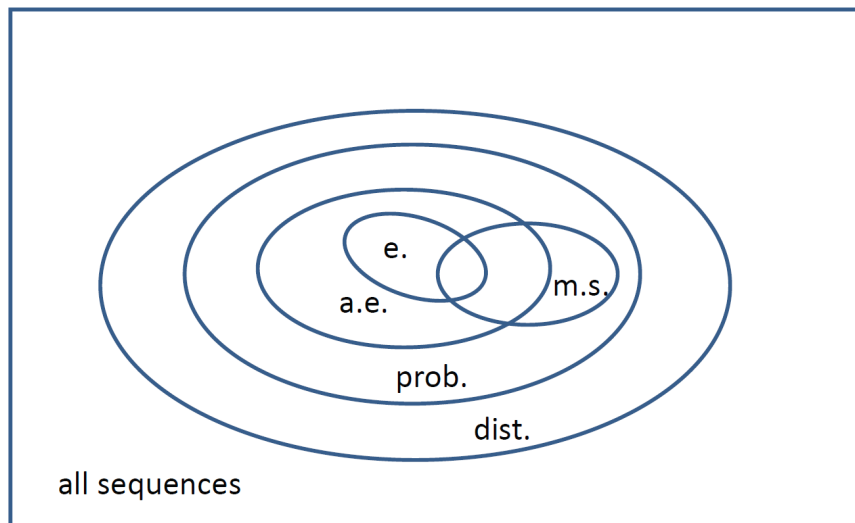 e.
m.s.
a.e.
prob.
dist.
all sequences